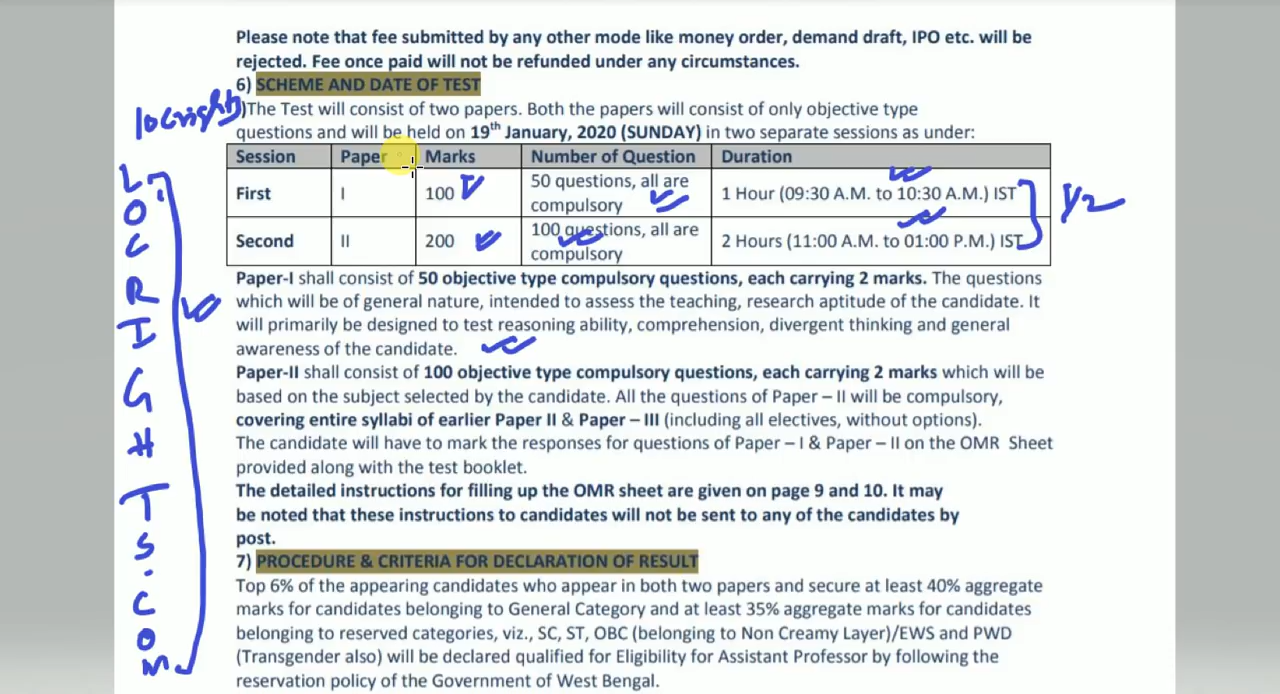 Please note that fee submitted by any other mode like money order, demand draft, IPO etc. will be
rejected. Fee once paid will not be refunded under any circumstances.
6) SCHEME AND DATE OF TEST
)The Test will consist of two papers. Both the papers will consist of only objective type
questions and will be held on 19th January, 2020 (SUNDAY) in two separate sessions as under:
Session Paper Marks Number of Question Duration
First I 100 50 questions, all are compulsory 1 Hour (09:30 A.M. to 10:30 A.M.) IST
Second II 200 100 questions, all are compulsory 2 Hours (11:00 A.M. to 01:00 P.M.) IST
Paper-I shall consist of 50 objective type compulsory questions, each carrying 2 marks. The questions
which will be of general nature, intended to assess the teaching, research aptitude of the candidate. It
will primarily be designed to test reasoning ability, comprehension, divergent thinking and general
awareness of the candidate.
Paper-II shall consist of 100 objective type compulsory questions, each carrying 2 marks which will be
based on the subject selected by the candidate. All the questions of Paper – II will be compulsory,
covering entire syllabi of earlier Paper II & Paper – III (including all electives, without options).
The candidate will have to mark the responses for questions of Paper – I & Paper – II on the OMR Sheet
provided along with the test booklet.
The detailed instructions for filling up the OMR sheet are given on page 9 and 10. It may
be noted that these instructions to candidates will not be sent to any of the candidates by
post.
7) PROCEDURE & CRITERIA FOR DECLARATION OF RESULT
Top 6% of the appearing candidates who appear in both two papers and secure at least 40% aggregate
marks for candidates belonging to General Category and at least 35% aggregate marks for candidates
belonging to reserved categories, viz., SC, ST, OBC (belonging to Non Creamy Layer)/EWS and PWD
(Transgender also) will be declared qualified for Eligibility for Assistant Professor by following the
reservation policy of the Government of West Bengal.
locrights
L
O
C
R
I
G
H
T
S
.
C
O
M